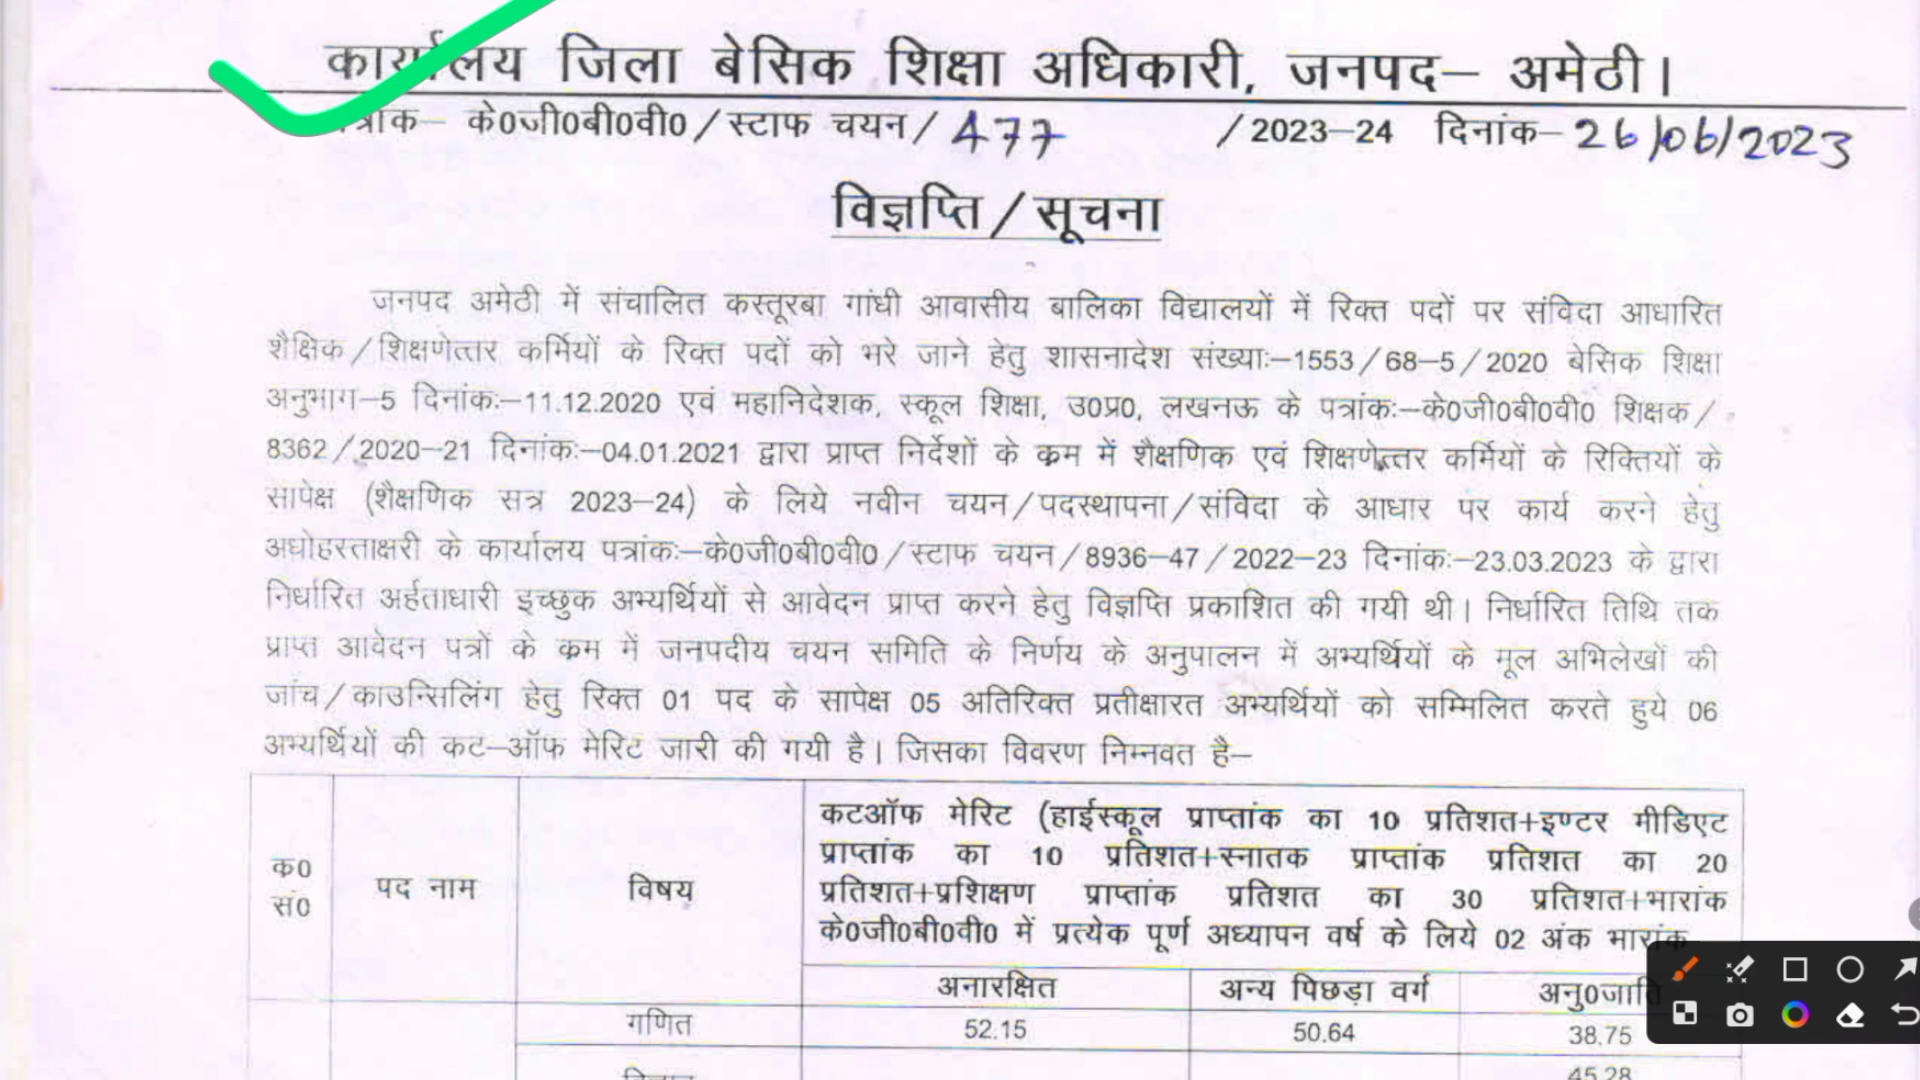 कार्यालय जिला बेसिक शिक्षा अधिकारी, जनपद– अमेठी।
के0जी0बी0वी0/स्टाफ चयन/477 /2023–24 दिनांक–26/06/2023
विज्ञप्ति/सूचना
जनपद अमेठी में संचालित कस्तूरबा गांधी आवासीय बालिका विद्यालयों में रिक्त पदों पर संविदा आधारित
शैक्षिक/शिक्षणेत्तर कर्मियों के रिक्त पदों को भरे जाने हेतु शासनादेश संख्याः–1553/68–5/2020 बेसिक शिक्षा
अनुभाग–5 दिनांकः–11.12.2020 एवं महानिदेशक, स्कूल शिक्षा, उ0प्र0, लखनऊ के पत्रांकः–के0जी0बी0वी0 शिक्षक/
8362/2020–21 दिनांकः–04.01.2021 द्वारा प्राप्त निर्देशों के क्रम में शैक्षणिक एवं शिक्षणेत्तर कर्मियों के रिक्तियों के
सापेक्ष (शैक्षणिक सत्र 2023–24) के लिये नवीन चयन/पदस्थापना/संविदा के आधार पर कार्य करने हेतु
अधोहस्ताक्षरी के कार्यालय पत्रांकः–के0जी0बी0वी0/स्टाफ चयन/8936–47/2022–23 दिनांकः–23.03.2023 के द्वारा
निर्धारित अर्हताधारी इच्छुक अभ्यर्थियों से आवेदन प्राप्त करने हेतु विज्ञप्ति प्रकाशित की गयी थी। निर्धारित तिथि तक
प्राप्त आवेदन पत्रों के क्रम में जनपदीय चयन समिति के निर्णय के अनुपालन में अभ्यर्थियों के मूल अभिलेखों की
जांच/काउन्सिलिंग हेतु रिक्त 01 पद के सापेक्ष 05 अतिरिक्त प्रतीक्षारत अभ्यर्थियों को सम्मिलित करते हुये 06
अभ्यर्थियों की कट–ऑफ मेरिट जारी की गयी है। जिसका विवरण निम्नवत है–
क0 सं0
पद नाम
विषय
कटऑफ मेरिट (हाईस्कूल प्राप्तांक का 10 प्रतिशत+इण्टर मीडिएट
प्राप्तांक का 10 प्रतिशत+स्नातक प्राप्तांक प्रतिशत का 20
प्रतिशत+प्रशिक्षण प्राप्तांक प्रतिशत का 30 प्रतिशत+भारांक
के0जी0बी0वी0 में प्रत्येक पूर्ण अध्यापन वर्ष के लिये 02 अंक भारांक
अनारक्षित अन्य पिछड़ा वर्ग अनु0जाति
गणित 52.15 50.64 38.75
45.28